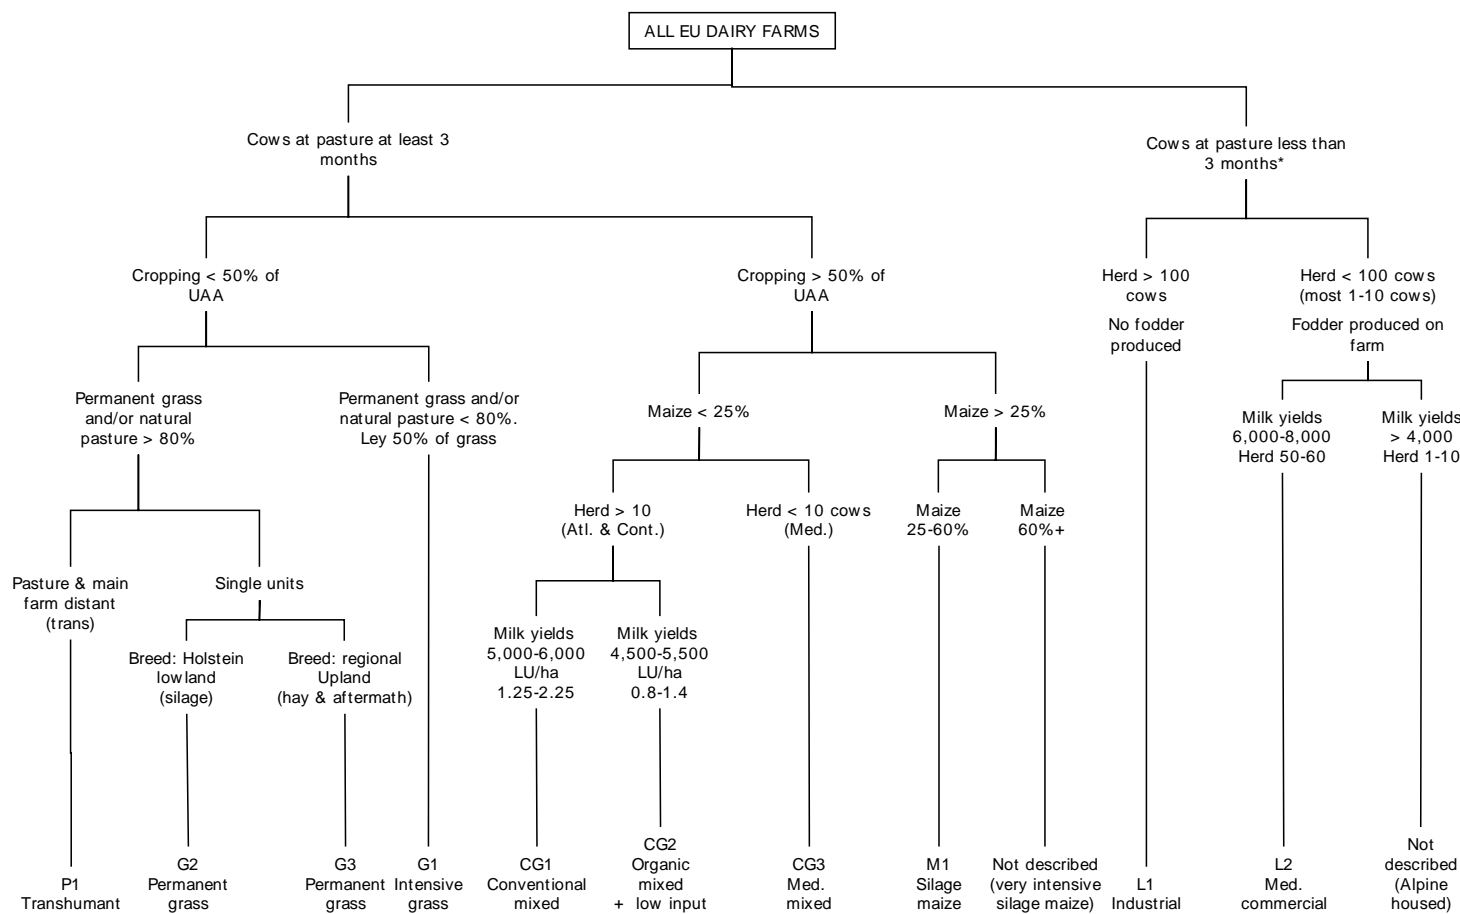 ALL EU DAIRY FARMS
Cows at pasture at least 3
months
Cows at pasture less than
3 months*
Cropping < 50% of
UAA
Cropping > 50% of
UAA
Herd > 100
cows
No fodder
produced
Herd < 100 cows
(most 1-10 cows)
Fodder produced on
farm
Permanent grass
and/or natural
pasture > 80%
Permanent grass and/or
natural pasture < 80%.
Ley 50% of grass
Maize < 25%
Maize > 25%
Milk yields
6,000-8,000
Herd 50-60
Milk yields
> 4,000
Herd 1-10
Herd > 10
(Atl. & Cont.)
Herd < 10 cows
(Med.)
Maize
25-60%
Maize
60%+
Pasture & main
farm distant
(trans)
Single units
Breed: Holstein
lowland
(silage)
Breed: regional
Upland
(hay & aftermath)
Milk yields
5,000-6,000
LU/ha
1.25-2.25
Milk yields
4,500-5,500
LU/ha
0.8-1.4
P1
Transhumant
G2
Permanent
grass
G3
Permanent
grass
G1
Intensive
grass
CG1
Conventional
mixed
CG2
Organic
mixed
+ low input
CG3
Med.
mixed
M1
Silage
maize
Not described
(very intensive
silage maize)
L1
Industrial
L2
Med.
commercial
Not
described
(Alpine
housed)